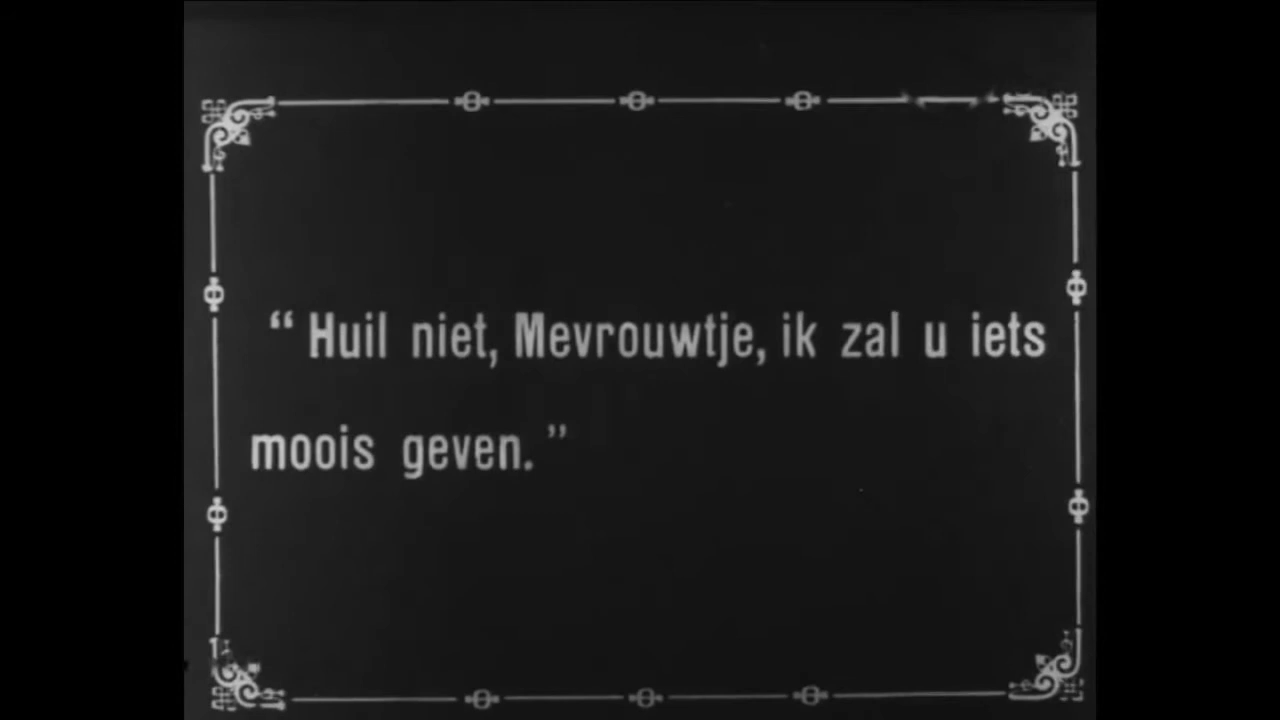 “ Huil niet, Mevrouwtje, ik zal u iets
moois geven. ”